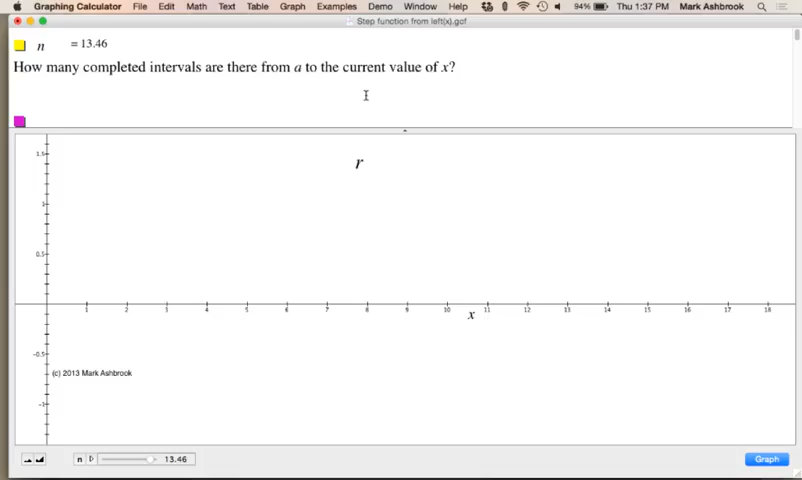 Graphing Calculator File Edit Math Text Table Graph Examples Demo Window Help 94% Thu 1:37 PM Mark Ashbrook
Step function from left(x).gcf
n = 13.46
How many completed intervals are there from a to the current value of x?
r
1.5
1
0.5
1 2 3 4 5 6 7 8 9 10 11 12 13 14 15 16 17 18
x
-0.5
(c) 2013 Mark Ashbrook
-1
n 13.46 Graph